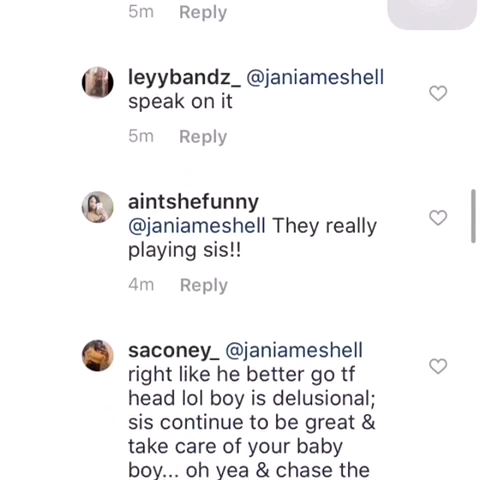 5m Reply
leyybandz_ @janiameshell
speak on it
5m Reply
aintshefunny
@janiameshell They really
playing sis!!
4m Reply
saconey_ @janiameshell
right like he better go tf
head lol boy is delusional;
sis continue to be great &
take care of your baby
boy... oh yea & chase the